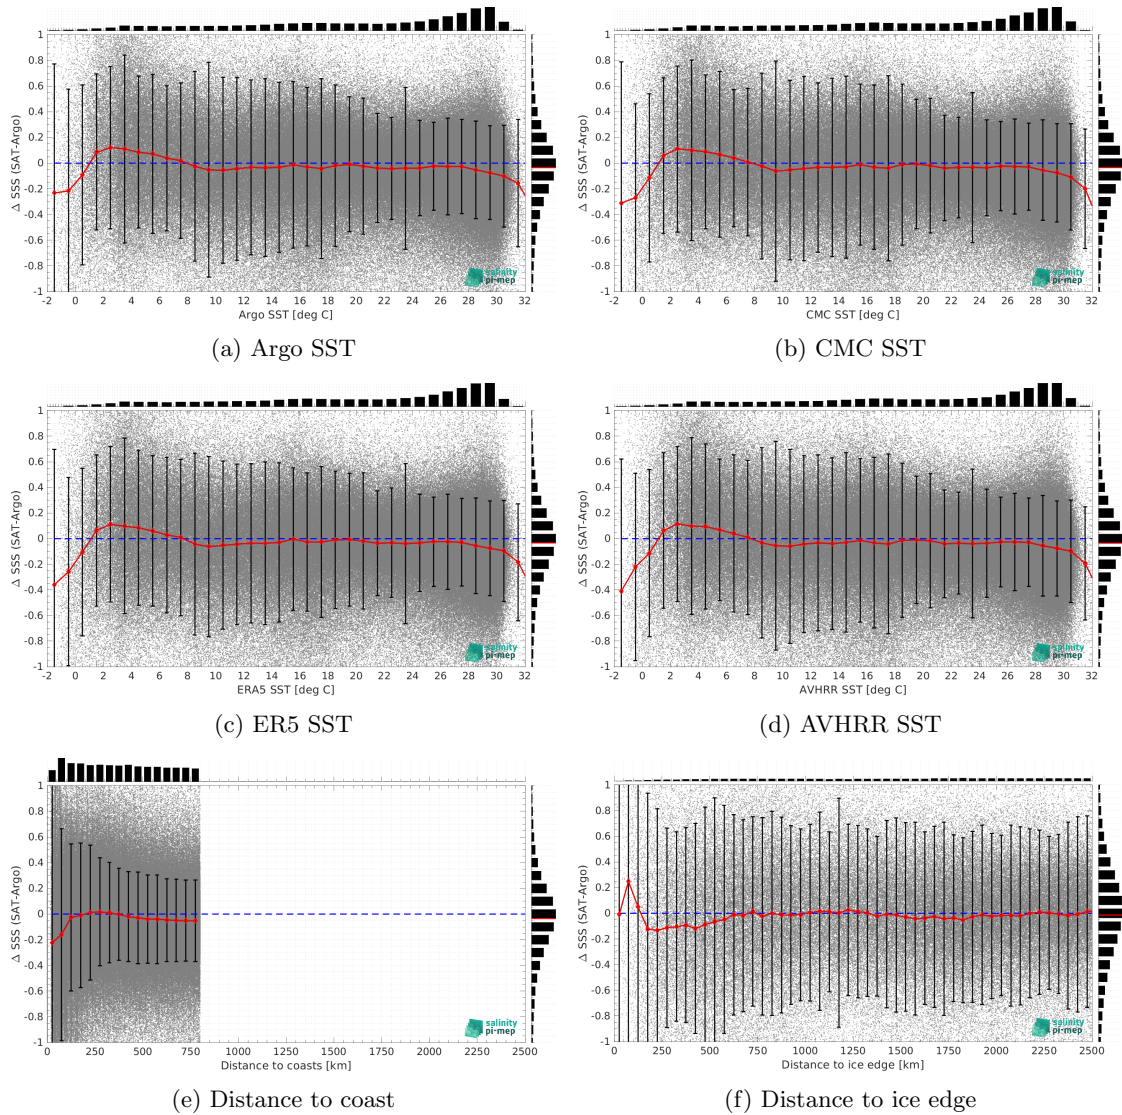 1
0.8
0.6
0.4
0.2
0
-0.2
-0.4
-0.6
-0.8
-1
Δ SSS (SAT-Argo)
-2 0 2 4 6 8 10 12 14 16 18 20 22 24 26 28 30 32
Argo SST [deg C]
salinity
pi-mep
(a) Argo SST
1
0.8
0.6
0.4
0.2
0
-0.2
-0.4
-0.6
-0.8
-1
Δ SSS (SAT-Argo)
-2 0 2 4 6 8 10 12 14 16 18 20 22 24 26 28 30 32
CMC SST [deg C]
salinity
pi-mep
(b) CMC SST
1
0.8
0.6
0.4
0.2
0
-0.2
-0.4
-0.6
-0.8
-1
Δ SSS (SAT-Argo)
-2 0 2 4 6 8 10 12 14 16 18 20 22 24 26 28 30 32
ERA5 SST [deg C]
salinity
pi-mep
(c) ER5 SST
1
0.8
0.6
0.4
0.2
0
-0.2
-0.4
-0.6
-0.8
-1
Δ SSS (SAT-Argo)
-2 0 2 4 6 8 10 12 14 16 18 20 22 24 26 28 30 32
AVHRR SST [deg C]
salinity
pi-mep
(d) AVHRR SST
1
0.8
0.6
0.4
0.2
0
-0.2
-0.4
-0.6
-0.8
-1
Δ SSS (SAT-Argo)
0 250 500 750 1000 1250 1500 1750 2000 2250 2500
Distance to coasts [km]
salinity
pi-mep
(e) Distance to coast
1
0.8
0.6
0.4
0.2
0
-0.2
-0.4
-0.6
-0.8
-1
Δ SSS (SAT-Argo)
0 250 500 750 1000 1250 1500 1750 2000 2250 2500
Distance to ice edge [km]
salinity
pi-mep
(f) Distance to ice edge